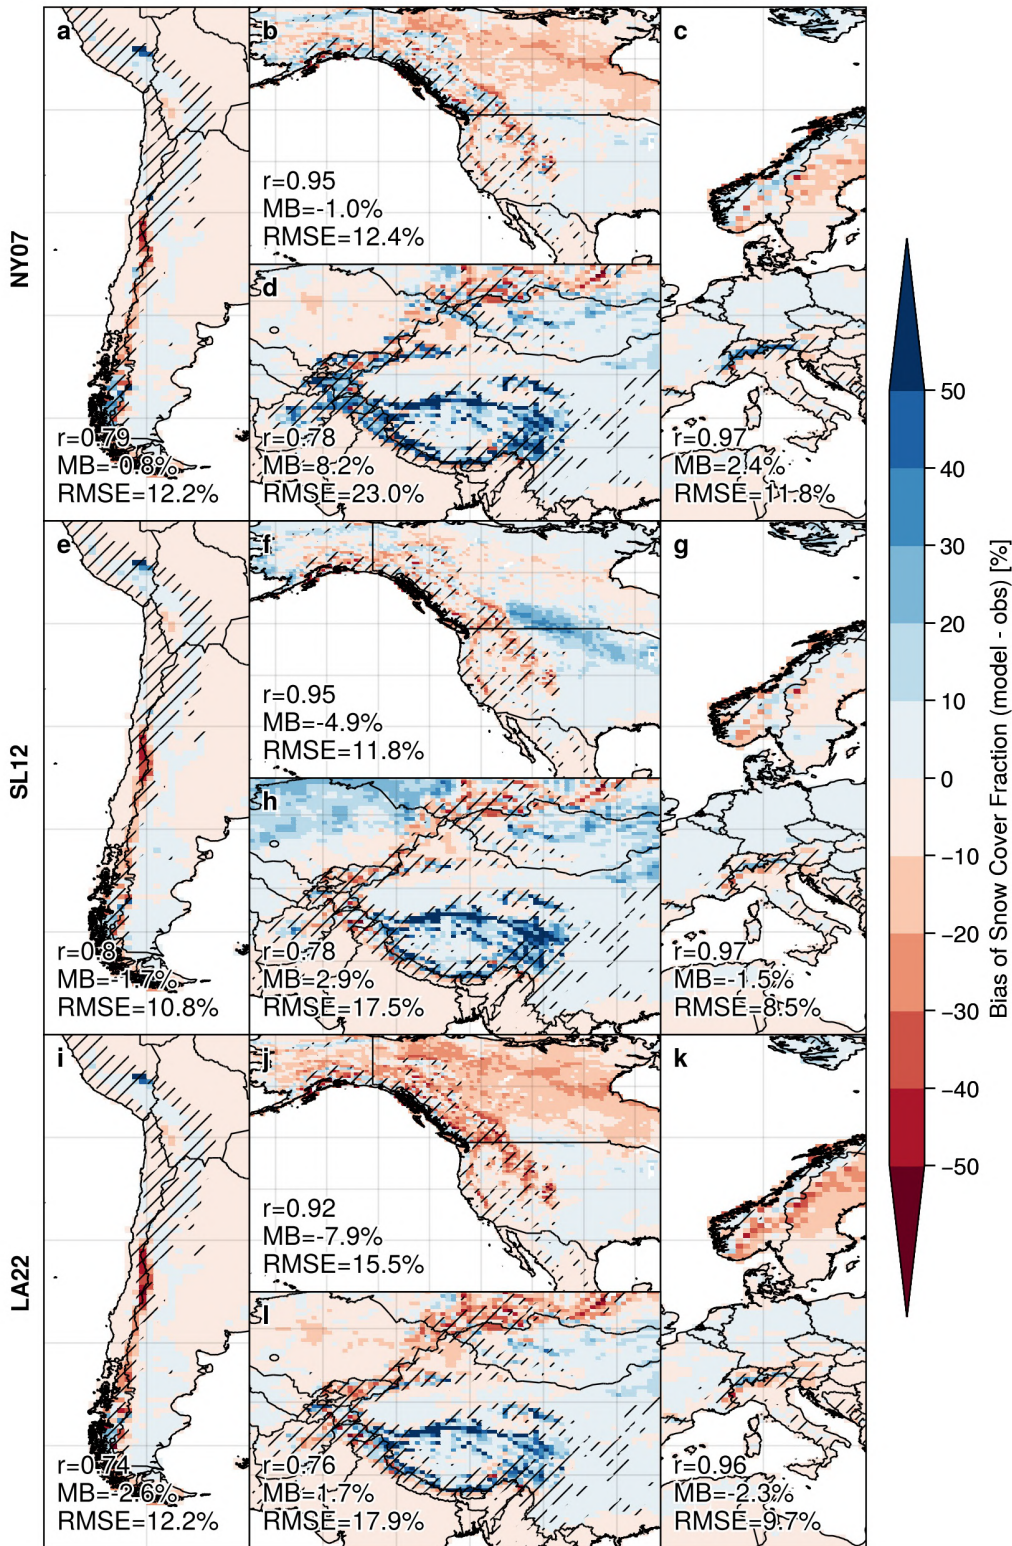 NY07
a
b
r=0.95
MB=-1.0%
RMSE=12.4%
c
d
r=0.79
MB=-0.8%
RMSE=12.2%
r=0.78
MB=8.2%
RMSE=23.0%
r=0.97
MB=2.4%
RMSE=11.8%
SL12
e
f
r=0.95
MB=-4.9%
RMSE=11.8%
g
h
r=0.8
MB=-1.7%
RMSE=10.8%
r=0.78
MB=2.9%
RMSE=17.5%
r=0.97
MB=-1.5%
RMSE=8.5%
LA22
i
j
r=0.92
MB=-7.9%
RMSE=15.5%
k
l
r=0.74
MB=-2.6%
RMSE=12.2%
r=0.76
MB=1.7%
RMSE=17.9%
r=0.96
MB=-2.3%
RMSE=9.7%
50
40
30
20
10
0
−10
−20
−30
−40
−50
Bias of Snow Cover Fraction (model - obs) [%]